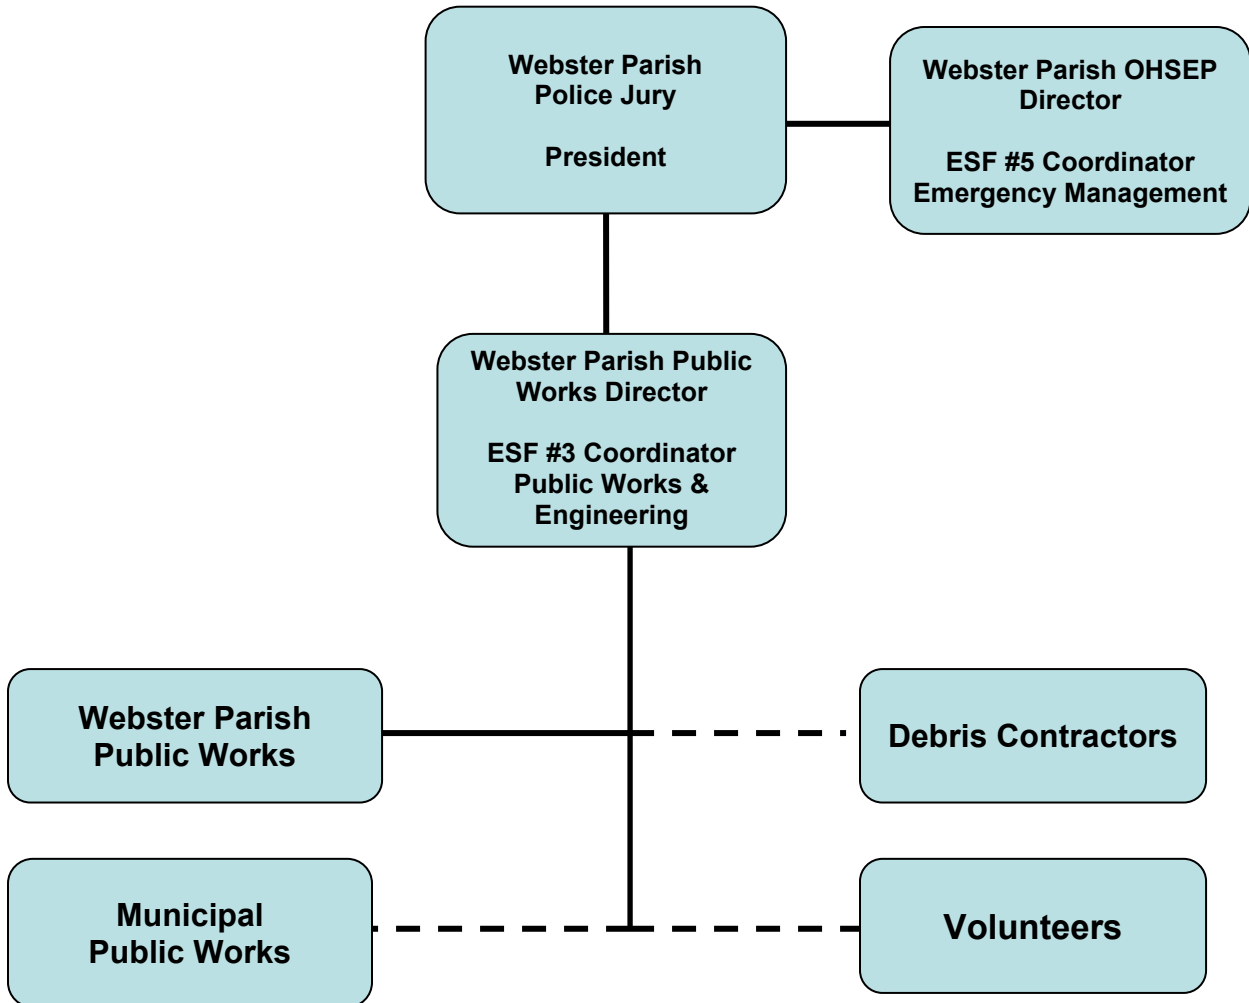 Webster Parish
Police Jury
President
Webster Parish OHSEP
Director
ESF #5 Coordinator
Emergency Management
Webster Parish Public
Works Director
ESF #3 Coordinator
Public Works &
Engineering
Webster Parish
Public Works
Debris Contractors
Municipal
Public Works
Volunteers